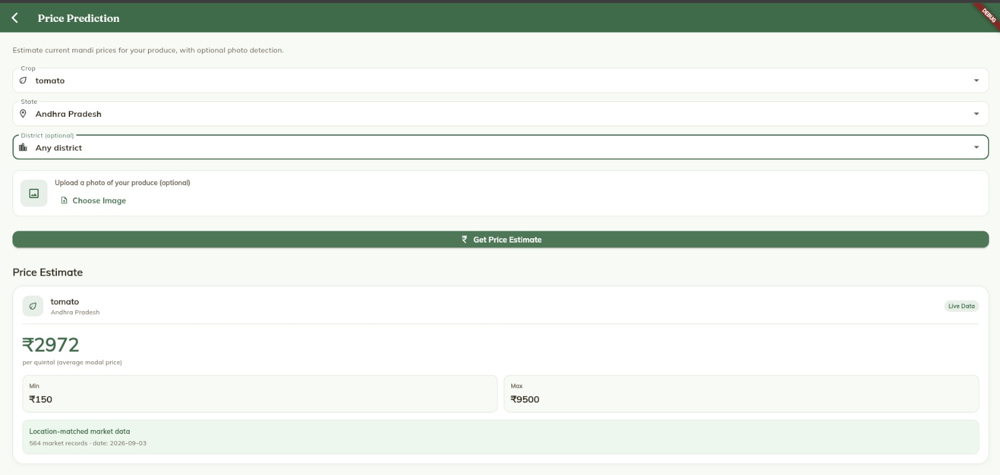 Price Prediction
DEBUG
Estimate current mandi prices for your produce, with optional photo detection.
Crop
tomato
State
Andhra Pradesh
District (optional)
Any district
Upload a photo of your produce (optional)
Choose Image
₹ Get Price Estimate
Price Estimate
tomato
Andhra Pradesh
Live Data
₹2972
per quintal (average modal price)
Min
₹150
Max
₹9500
Location-matched market data
564 market records · date: 2026-09-03